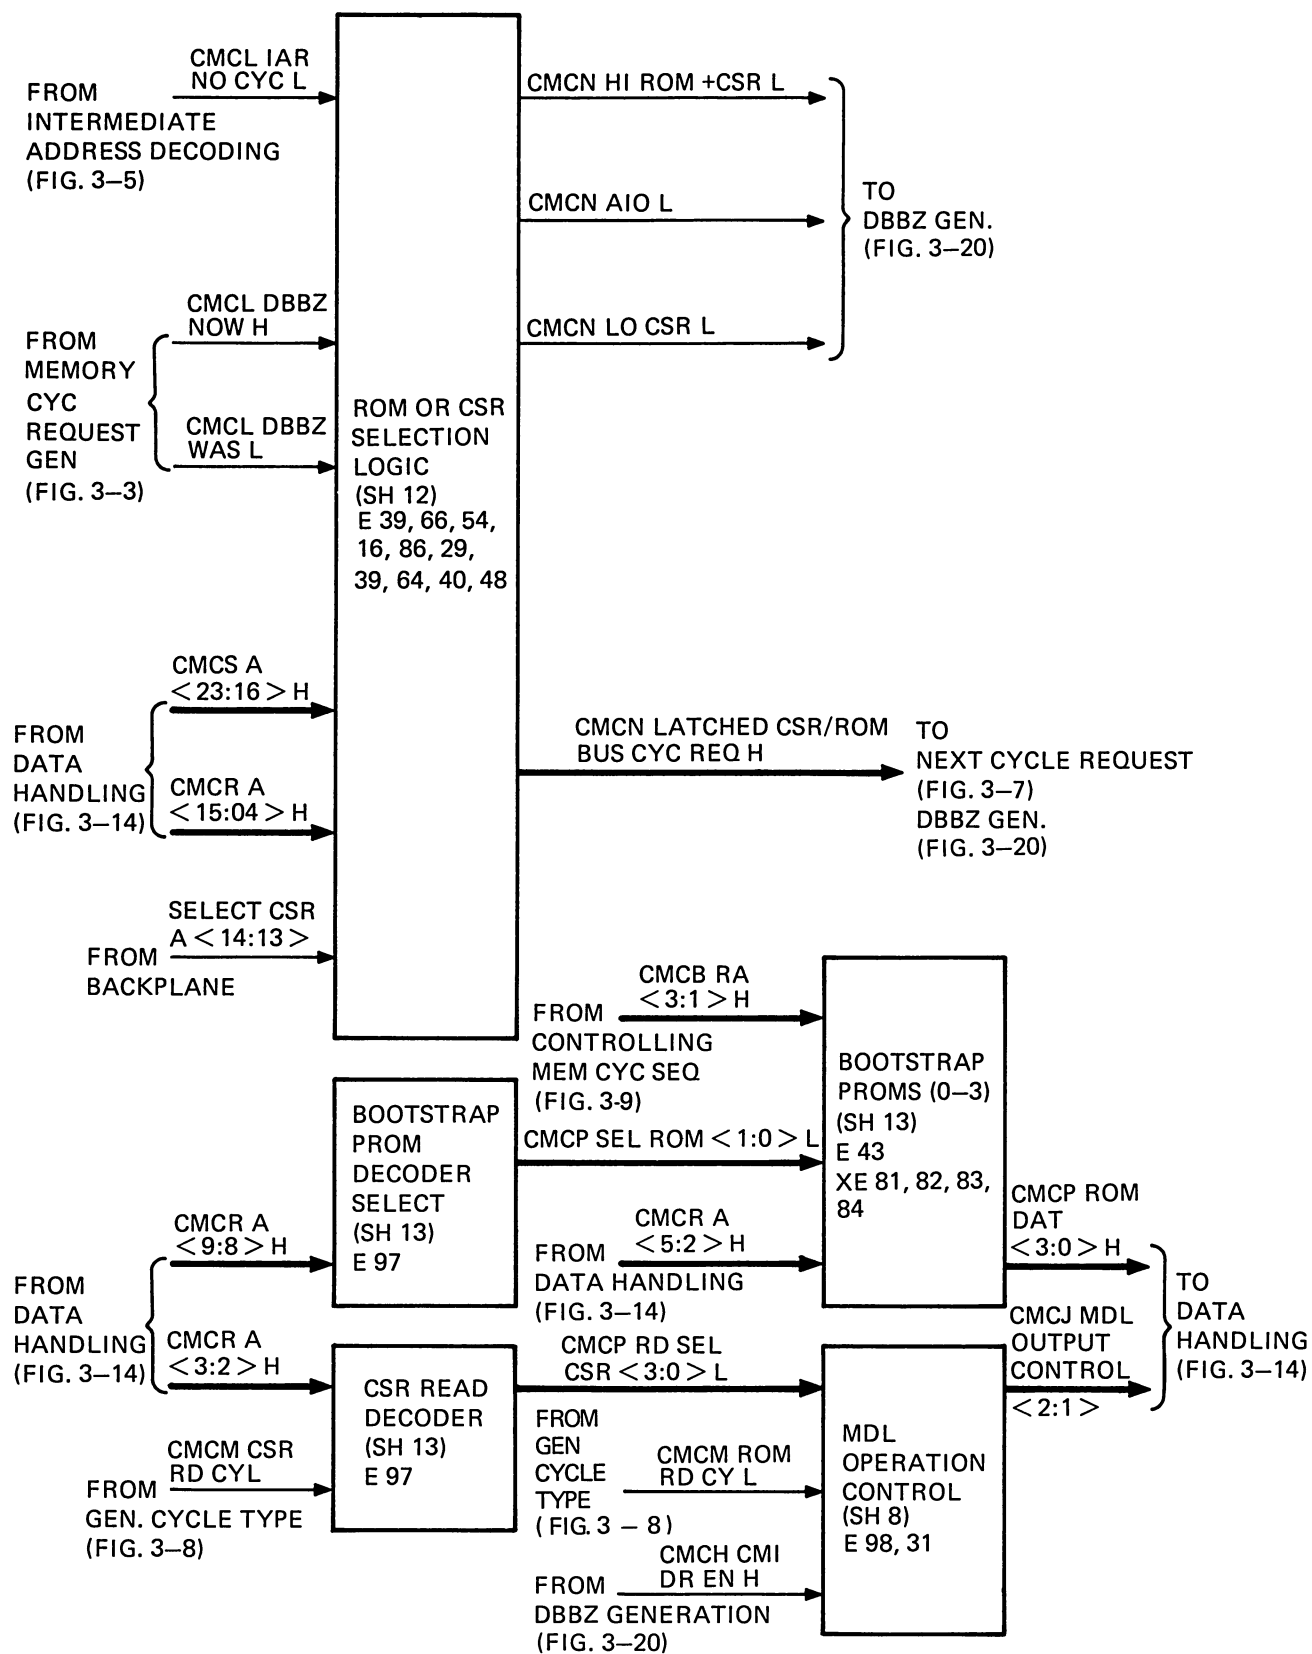 CMCL IAR
NO CYC L
FROM
INTERMEDIATE
ADDRESS DECODING
(FIG. 3–5)
CMCN HI ROM +CSR L
CMCN AIO L
CMCN LO CSR L
TO
DBBZ GEN.
(FIG. 3–20)
CMCL DBBZ
NOW H
CMCL DBBZ
WAS L
FROM
MEMORY
CYC
REQUEST
GEN
(FIG. 3–3)
ROM OR CSR
SELECTION
LOGIC
(SH 12)
E 39, 66, 54,
16, 86, 29,
39, 64, 40, 48
CMCS A
<23:16> H
FROM
DATA
HANDLING
(FIG. 3–14)
CMCR A
<15:04> H
CMCN LATCHED CSR/ROM
BUS CYC REQ H
TO
NEXT CYCLE REQUEST
(FIG. 3–7)
DBBZ GEN.
(FIG. 3–20)
SELECT CSR
A <14:13>
FROM
BACKPLANE
CMCB RA
<3:1> H
FROM
CONTROLLING
MEM CYC SEQ
(FIG. 3-9)
BOOTSTRAP
PROMS (0–3)
(SH 13)
E 43
XE 81, 82, 83,
84
BOOTSTRAP
PROM
DECODER
SELECT
(SH 13)
E 97
CMCP SEL ROM <1:0> L
CMCR A
<5:2> H
FROM
DATA HANDLING
(FIG. 3–14)
CMCP ROM
DAT
<3:0> H
CMCR A
<9:8> H
FROM
DATA
HANDLING
(FIG. 3–14)
CMCR A
<3:2> H
CMCJ MDL
OUTPUT
CONTROL
<2:1>
TO
DATA
HANDLING
(FIG. 3–14)
CMCP RD SEL
CSR <3:0> L
CSR READ
DECODER
(SH 13)
E 97
CMCM CSR
RD CYL
FROM
GEN. CYCLE TYPE
(FIG. 3–8)
FROM
GEN
CYCLE
TYPE
(FIG. 3 – 8)
CMCM ROM
RD CY L
MDL
OPERATION
CONTROL
(SH 8)
E 98, 31
CMCH CMI
DR EN H
FROM
DBBZ GENERATION
(FIG. 3–20)